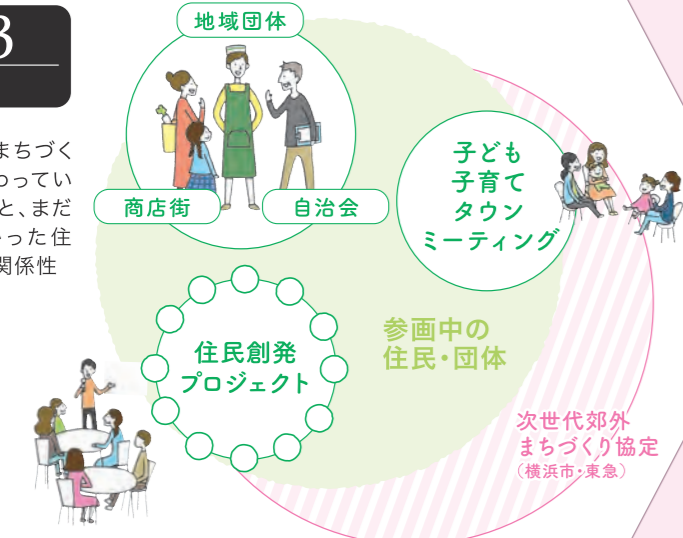 3
まちづく
わってい
と、まだ
った住
関係性
地域団体
商店街
自治会
子ども
子育て
タウン
ミーティング
住民創発
プロジェクト
参画中の
住民・団体
次世代郊外
まちづくり協定
(横浜市・東急)